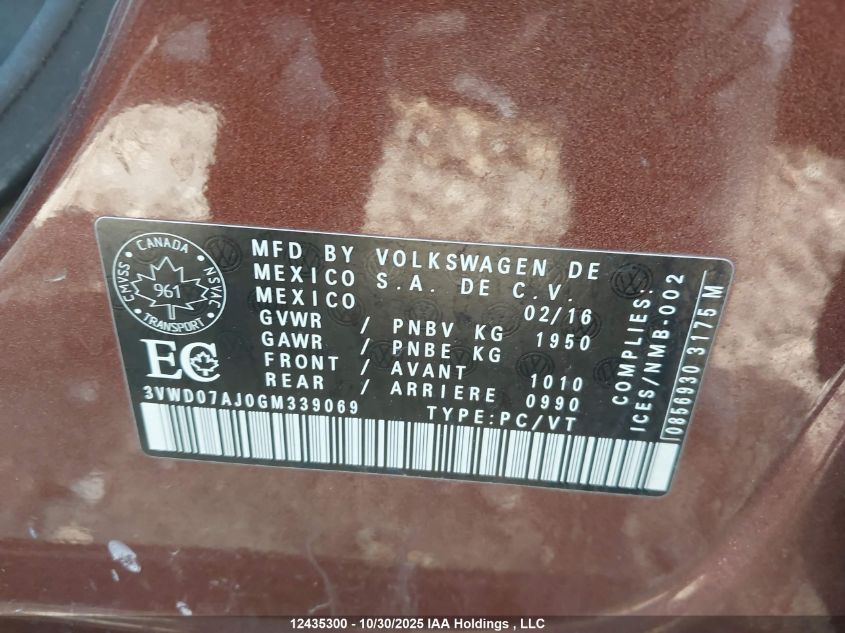 CANADA
CMVSS NSVAC
961
TRANSPORT
EC
MFD BY VOLKSWAGEN DE
MEXICO S.A. DE C.V.
MEXICO 02/16
GVWR / PNBV KG 1950
GAWR / PNBE KG
FRONT / AVANT 1010
REAR / ARRIERE 0990
3VWD07AJ0GM339069 TYPE:PC/VT
COMPLIES:
ICES/NMB-002
0856930 3175 M
12435300 - 10/30/2025 IAA Holdings , LLC